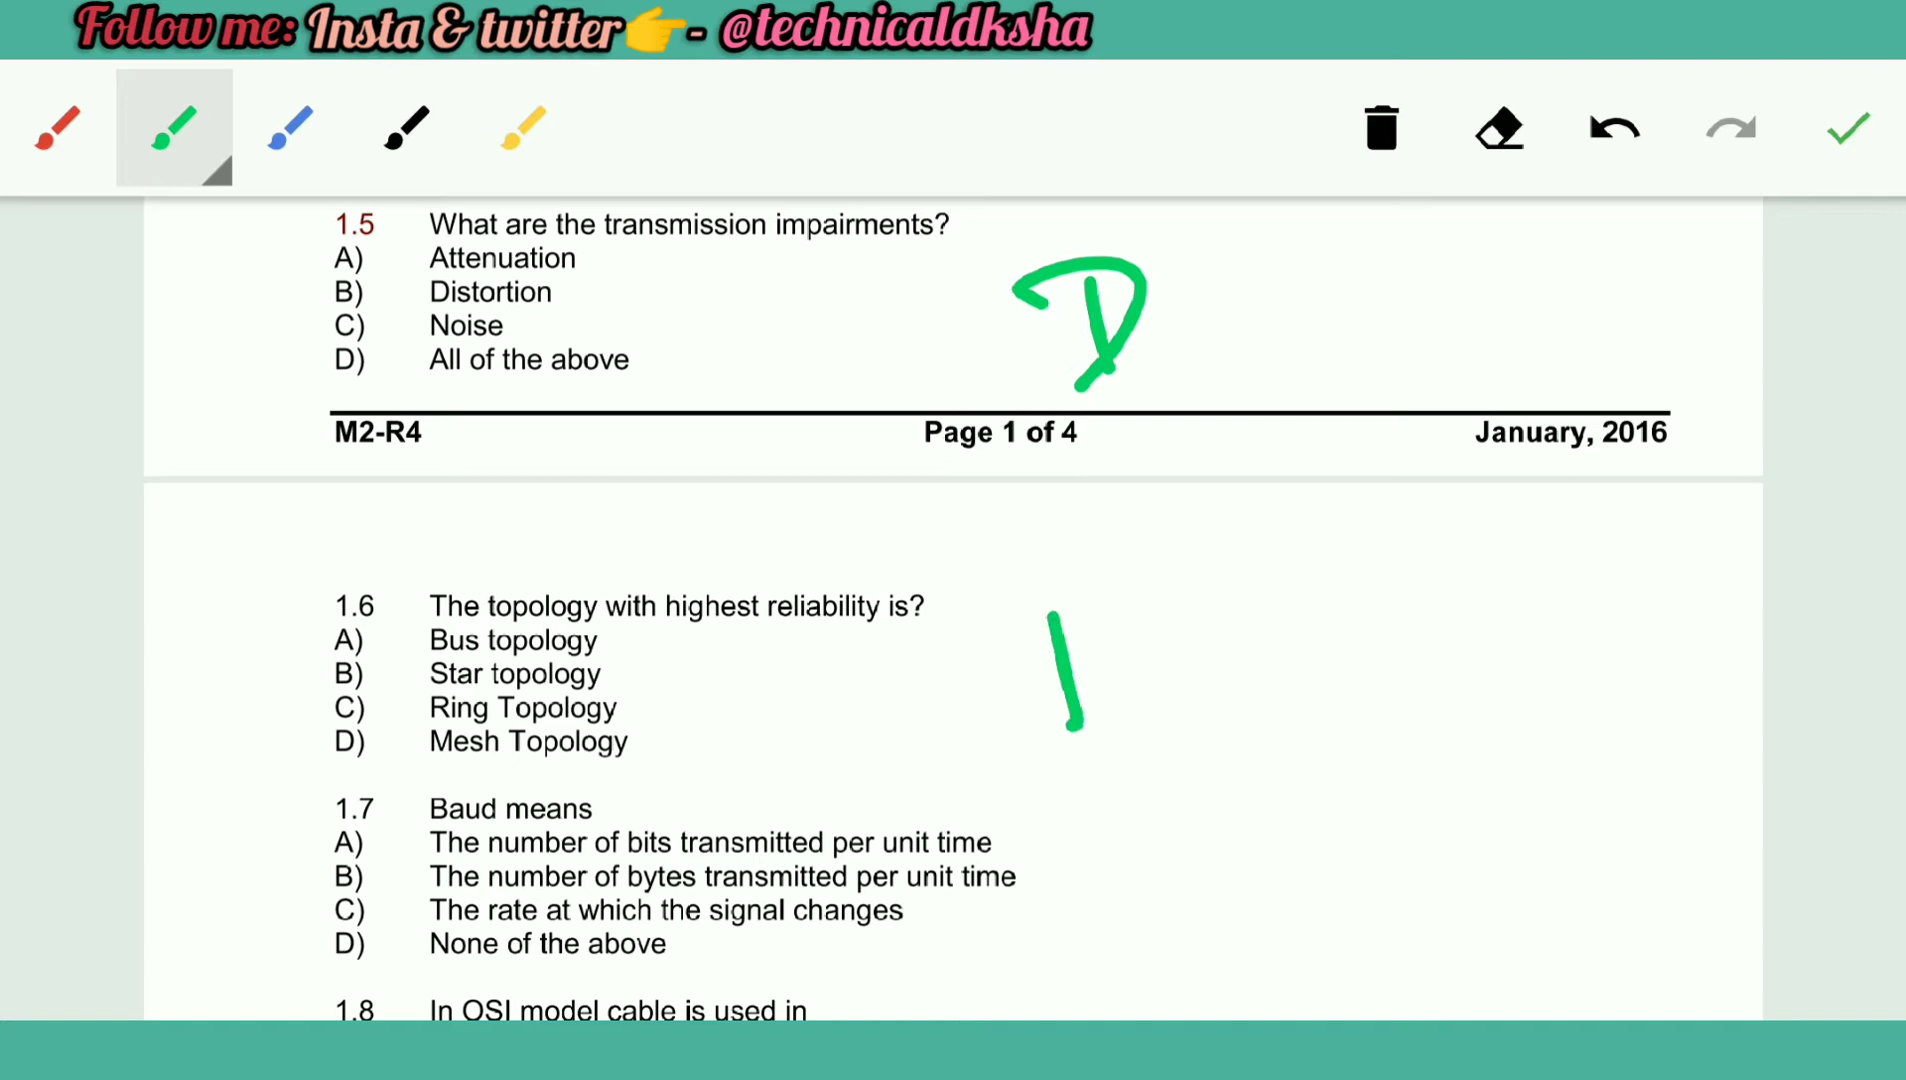 Follow me: Insta & twitter👉- @technicaldksha
1.5 What are the transmission impairments?
A) Attenuation
B) Distortion
C) Noise
D) All of the above
D
M2-R4 Page 1 of 4 January, 2016
1.6 The topology with highest reliability is?
A) Bus topology
B) Star topology
C) Ring Topology
D) Mesh Topology
1.7 Baud means
A) The number of bits transmitted per unit time
B) The number of bytes transmitted per unit time
C) The rate at which the signal changes
D) None of the above
1.8 In OSI model cable is used in